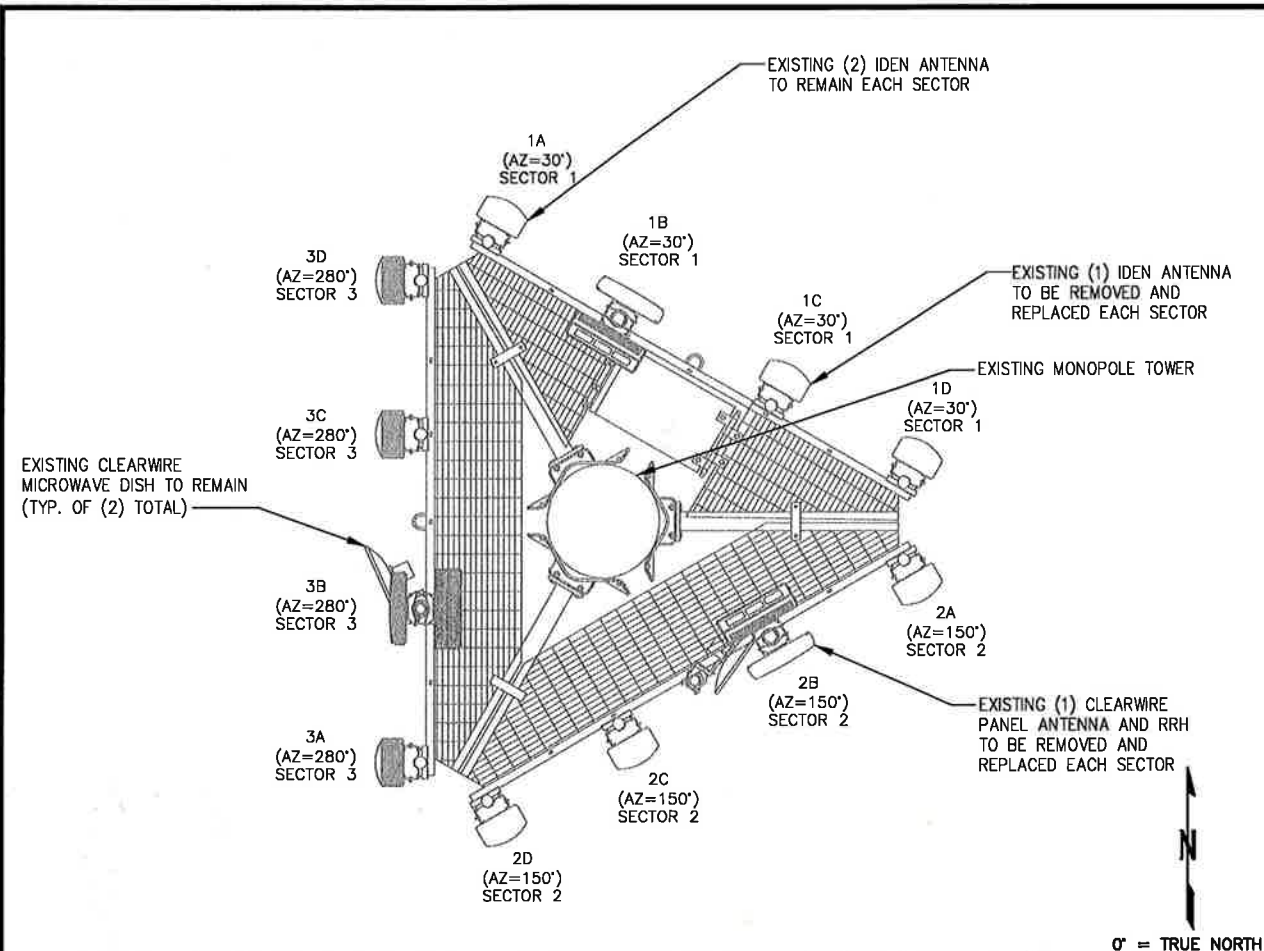 EXISTING (2) IDEN ANTENNA
TO REMAIN EACH SECTOR
1A
(AZ=30°)
SECTOR 1
1B
(AZ=30°)
SECTOR 1
3D
(AZ=280°)
SECTOR 3
EXISTING (1) IDEN ANTENNA
TO BE REMOVED AND
REPLACED EACH SECTOR
1C
(AZ=30°)
SECTOR 1
EXISTING MONOPOLE TOWER
1D
(AZ=30°)
SECTOR 1
3C
(AZ=280°)
SECTOR 3
EXISTING CLEARWIRE
MICROWAVE DISH TO REMAIN
(TYP. OF (2) TOTAL)
3B
(AZ=280°)
SECTOR 3
2A
(AZ=150°)
SECTOR 2
2B
(AZ=150°)
SECTOR 2
EXISTING (1) CLEARWIRE
PANEL ANTENNA AND RRH
TO BE REMOVED AND
REPLACED EACH SECTOR
3A
(AZ=280°)
SECTOR 3
2C
(AZ=150°)
SECTOR 2
2D
(AZ=150°)
SECTOR 2
N
0° = TRUE NORTH